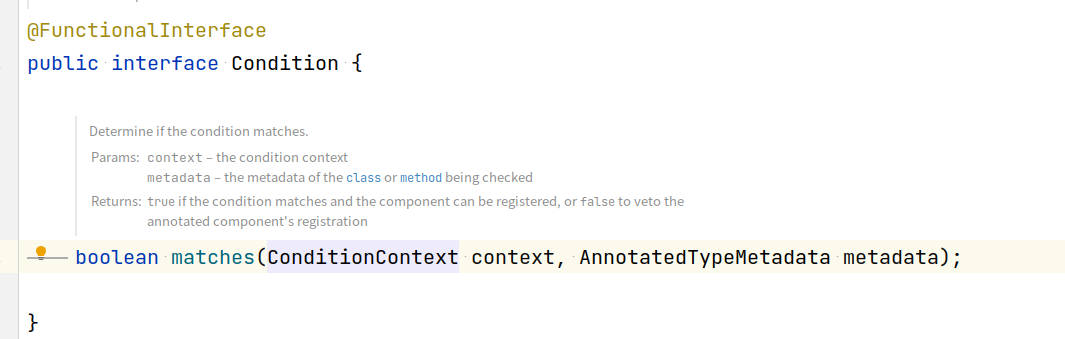 @FunctionalInterface
public interface Condition {
Determine if the condition matches.
Params: context – the condition context
metadata – the metadata of the class or method being checked
Returns: true if the condition matches and the component can be registered, or false to veto the
annotated component's registration
boolean matches(ConditionContext context, AnnotatedTypeMetadata metadata);
}